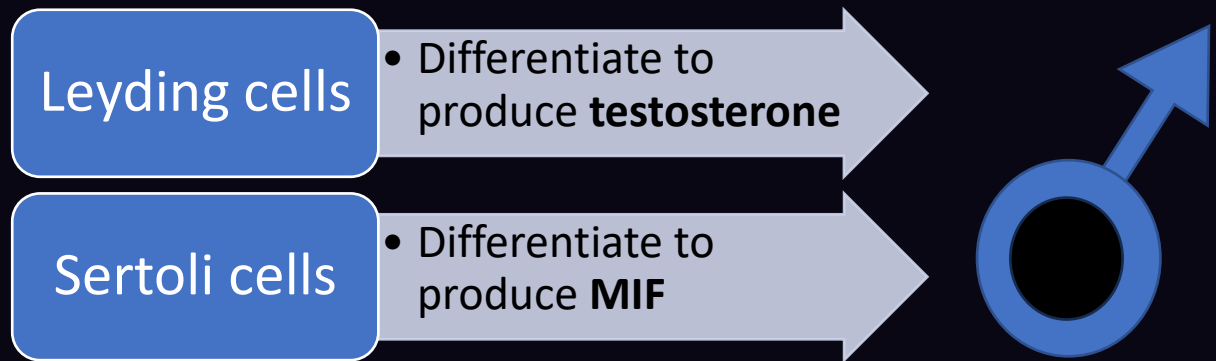 Leyding cells
• Differentiate to
produce testosterone
Sertoli cells
• Differentiate to
produce MIF